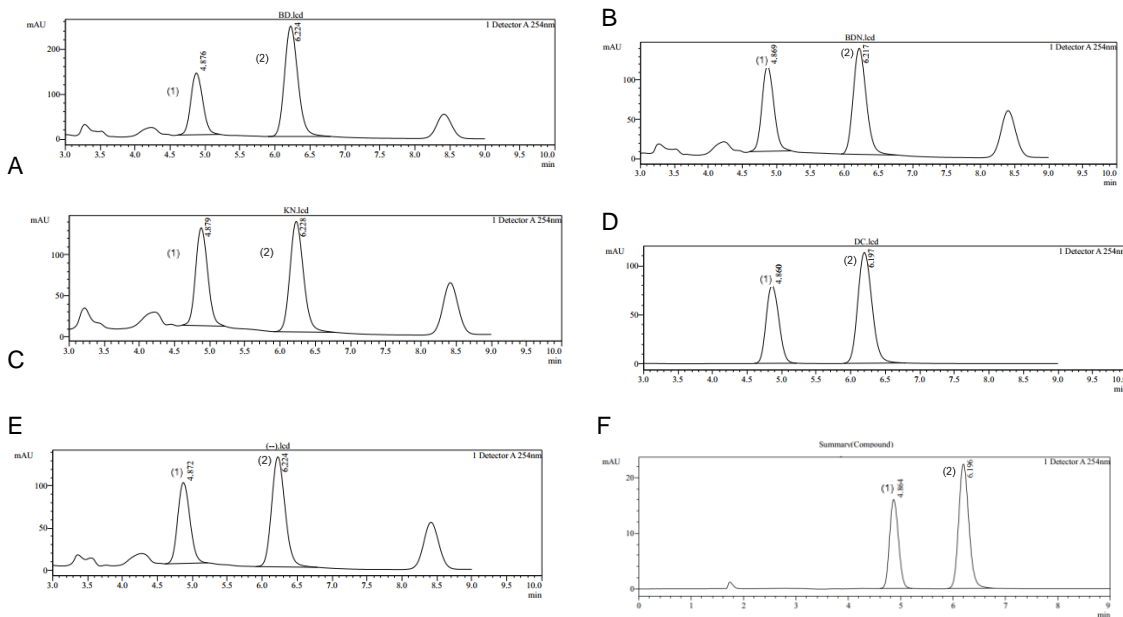 BD.lcd
mAU
1 Detector A 254nm
200
100
0
(1)
4.876
(2)
6.224
3.0 3.5 4.0 4.5 5.0 5.5 6.0 6.5 7.0 7.5 8.0 8.5 9.0 9.5 10.0
min
A
B
BDN.lcd
mAU
1 Detector A 254nm
100
50
0
(1)
4.869
(2)
6.217
3.0 3.5 4.0 4.5 5.0 5.5 6.0 6.5 7.0 7.5 8.0 8.5 9.0 9.5 10.0
min
KN.lcd
mAU
1 Detector A 254nm
100
50
0
(1)
4.879
(2)
6.228
3.0 3.5 4.0 4.5 5.0 5.5 6.0 6.5 7.0 7.5 8.0 8.5 9.0 9.5 10.0
min
C
D
DC.lcd
mAU
1 Detector A 254nm
100
50
0
(1)
4.860
(2)
6.197
3.0 3.5 4.0 4.5 5.0 5.5 6.0 6.5 7.0 7.5 8.0 8.5 9.0 9.5 10.0
min
E
(--).lcd
mAU
1 Detector A 254nm
100
50
0
(1)
4.872
(2)
6.224
3.0 3.5 4.0 4.5 5.0 5.5 6.0 6.5 7.0 7.5 8.0 8.5 9.0 9.5 10.0
min
F
Summary(Compound)
mAU
1 Detector A 254nm
20
10
0
(1)
4.864
(2)
6.196
0 1 2 3 4 5 6 7 8 9
min